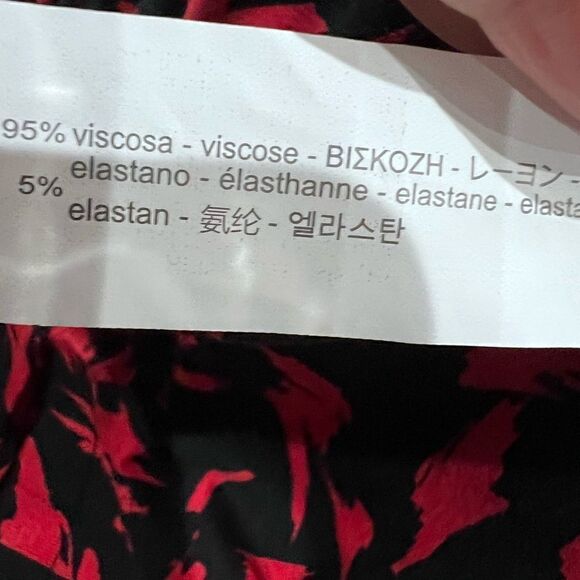 95% viscosa - viscose - ΒΙΣΚΟΖΗ - レーヨン -
5% elastano - élasthanne - elastane -
elastan - 氨纶 - 엘라스탄